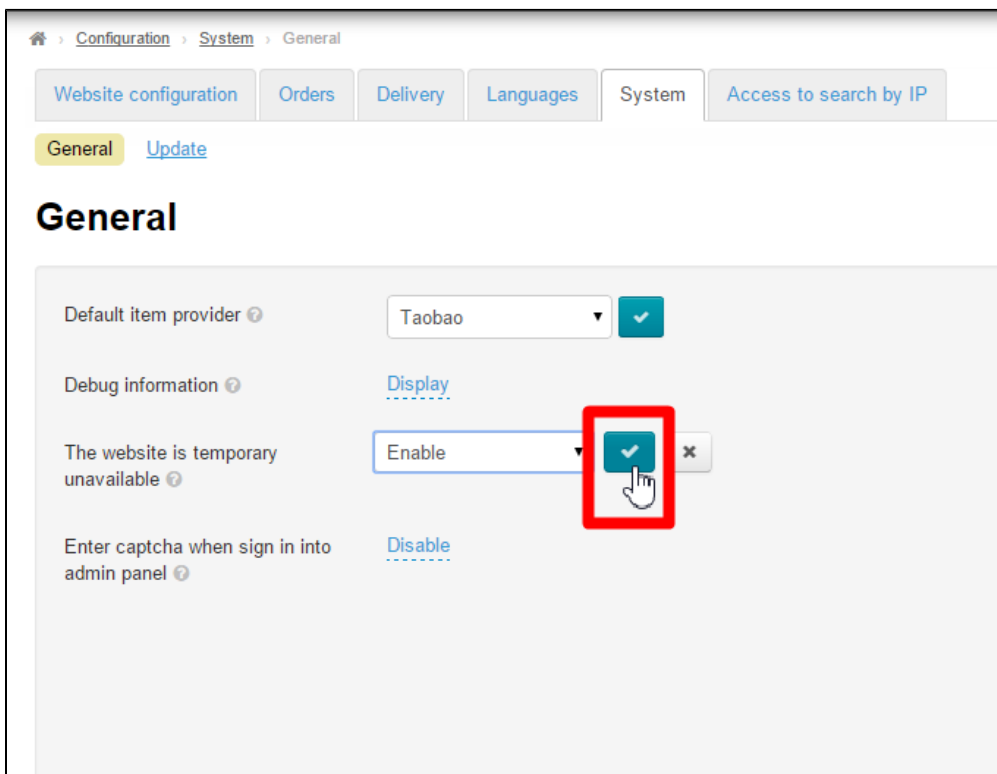 Configuration › System › General
Website configuration Orders Delivery Languages System Access to search by IP
General Update
General
Default item provider Taobao
Debug information Display
The website is temporary
unavailable
Enable
Enter captcha when sign in into
admin panel
Disable